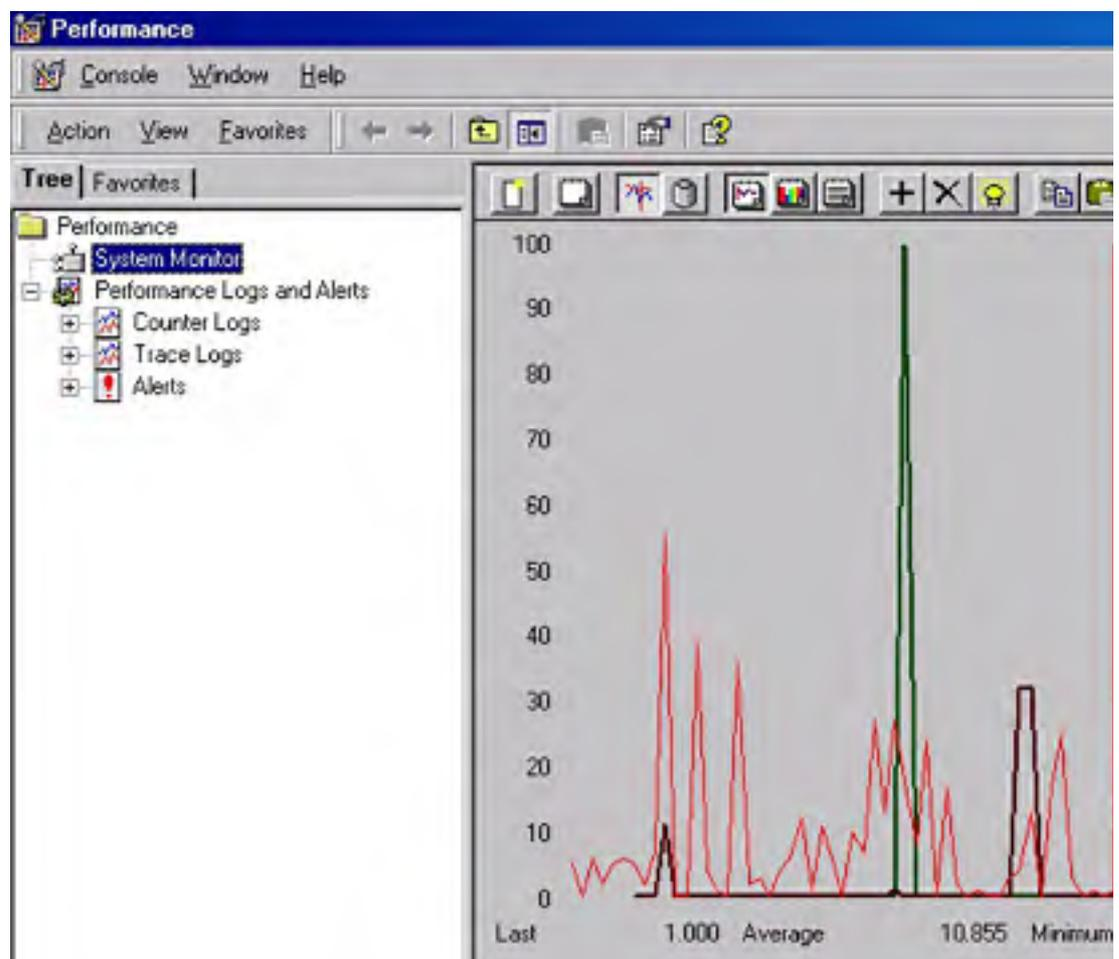 Performance
Console Window Help
Action View Favorites
Tree Favorites
Performance
System Monitor
Performance Logs and Alerts
Counter Logs
Trace Logs
Alerts
100
90
80
70
60
50
40
30
20
10
0
Last 1.000 Average 10.855 Minimum